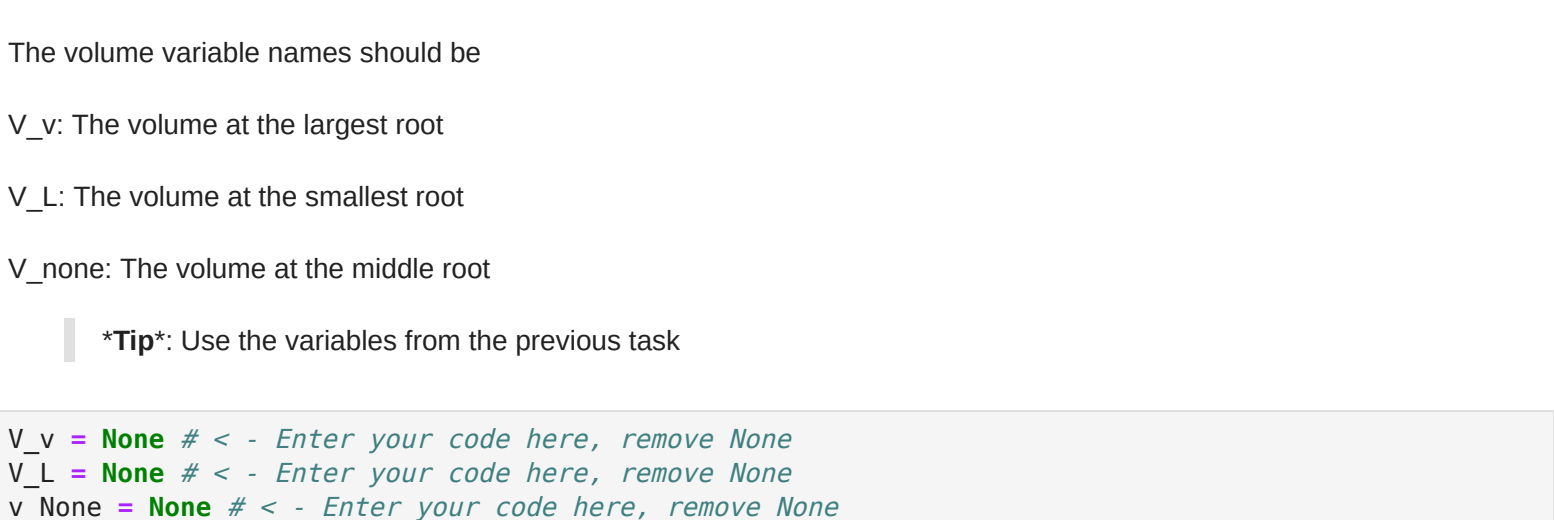 The volume variable names should be
V_v: The volume at the largest root
V_L: The volume at the smallest root
V_none: The volume at the middle root
*Tip*: Use the variables from the previous task
V_v = None # < - Enter your code here, remove None
V_L = None # < - Enter your code here, remove None
v_None = None # < - Enter your code here, remove None